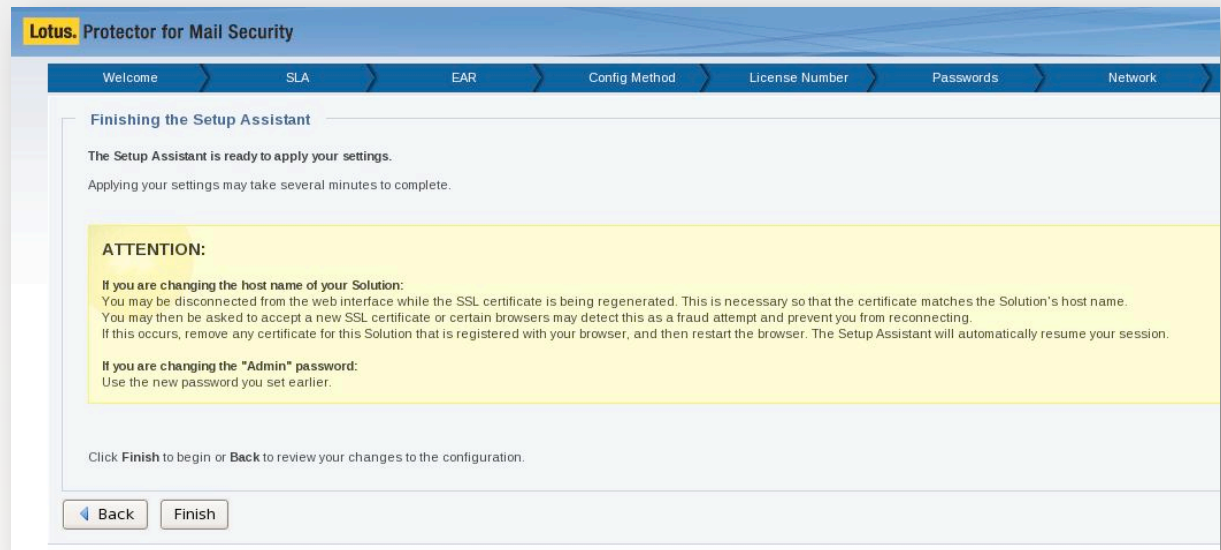 Lotus. Protector for Mail Security
Welcome SLA EAR Config Method License Number Passwords Network
Finishing the Setup Assistant
The Setup Assistant is ready to apply your settings.
Applying your settings may take several minutes to complete.
ATTENTION:
If you are changing the host name of your Solution:
You may be disconnected from the web interface while the SSL certificate is being regenerated. This is necessary so that the certificate matches the Solution's host name.
You may then be asked to accept a new SSL certificate or certain browsers may detect this as a fraud attempt and prevent you from reconnecting.
If this occurs, remove any certificate for this Solution that is registered with your browser, and then restart the browser. The Setup Assistant will automatically resume your session.
If you are changing the "Admin" password:
Use the new password you set earlier.
Click Finish to begin or Back to review your changes to the configuration.
Back Finish